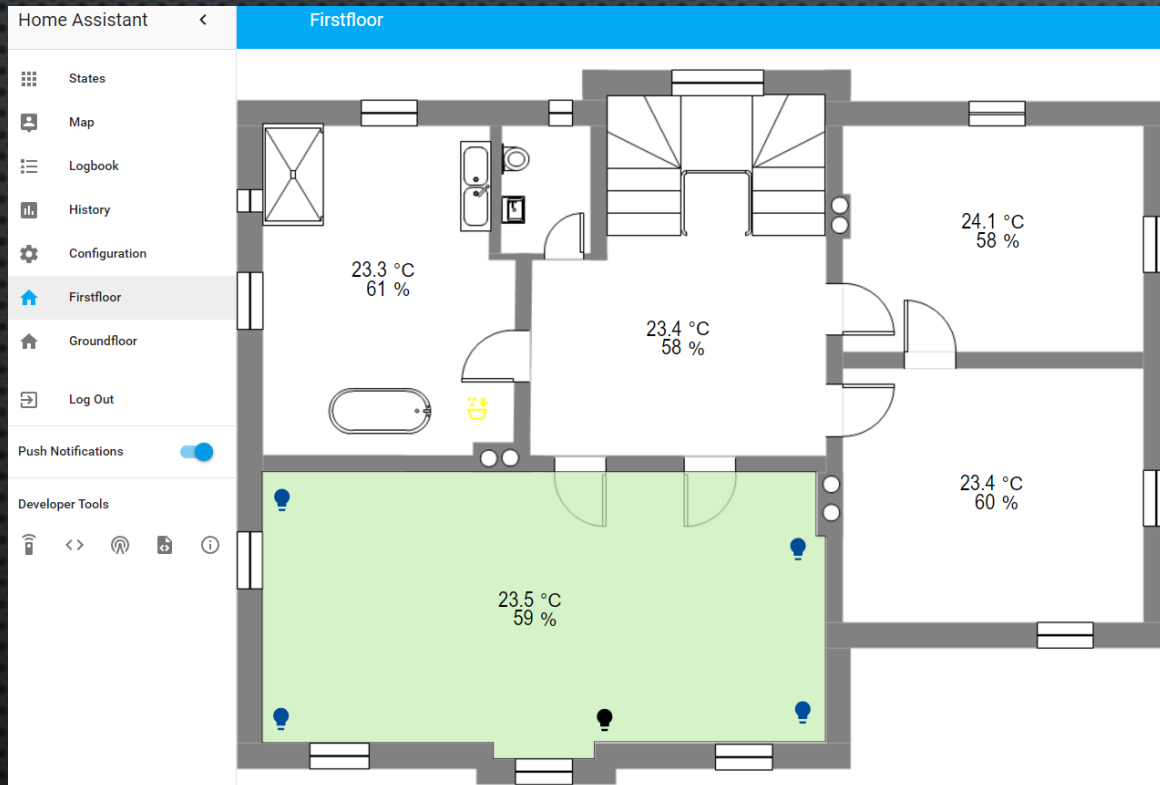 Home Assistant
Firstfloor
States
Map
Logbook
History
Configuration
Firstfloor
Groundfloor
Log Out
Push Notifications
Developer Tools
23.3 °C
61 %
23.4 °C
58 %
24.1 °C
58 %
23.4 °C
60 %
23.5 °C
59 %